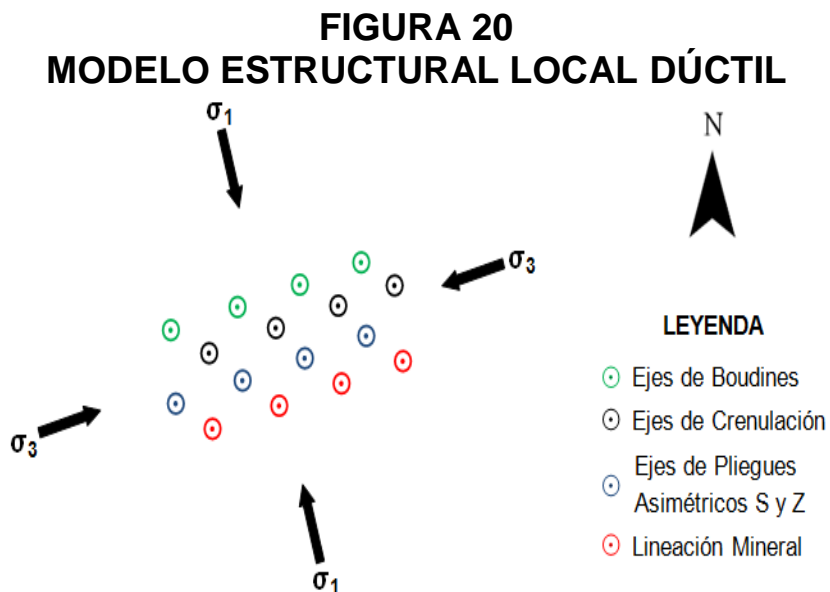 FIGURA 20
MODELO ESTRUCTURAL LOCAL DÚCTIL
σ1
N
σ3
σ3
σ1
LEYENDA
Ejes de Boudines
Ejes de Crenulación
Ejes de Pliegues
Asimétricos S y Z
Lineación Mineral